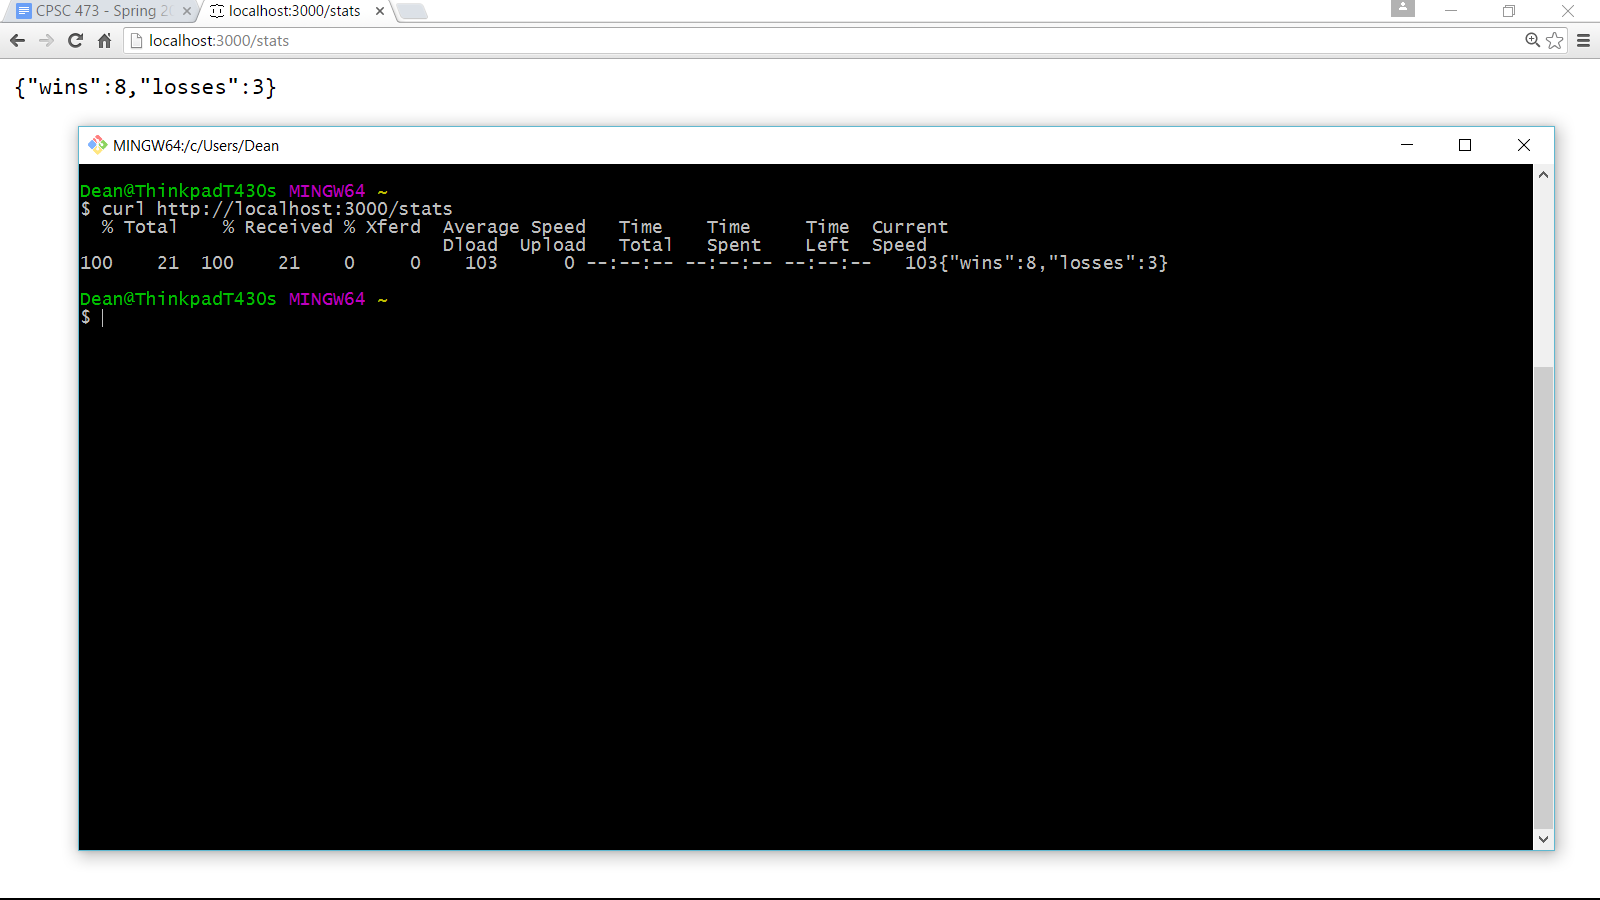 CPSC 473 - Spring 20
localhost:3000/stats
localhost:3000/stats
{"wins":8,"losses":3}
MINGW64:/c/Users/Dean
Dean@ThinkpadT430s MINGW64 ~
$ curl http://localhost:3000/stats
  % Total    % Received % Xferd  Average Speed   Time    Time     Time  Current
                                 Dload  Upload   Total   Spent    Left  Speed
100    21  100    21    0     0    103      0 --:--:-- --:--:-- --:--:--   103{"wins":8,"losses":3}
Dean@ThinkpadT430s MINGW64 ~
$